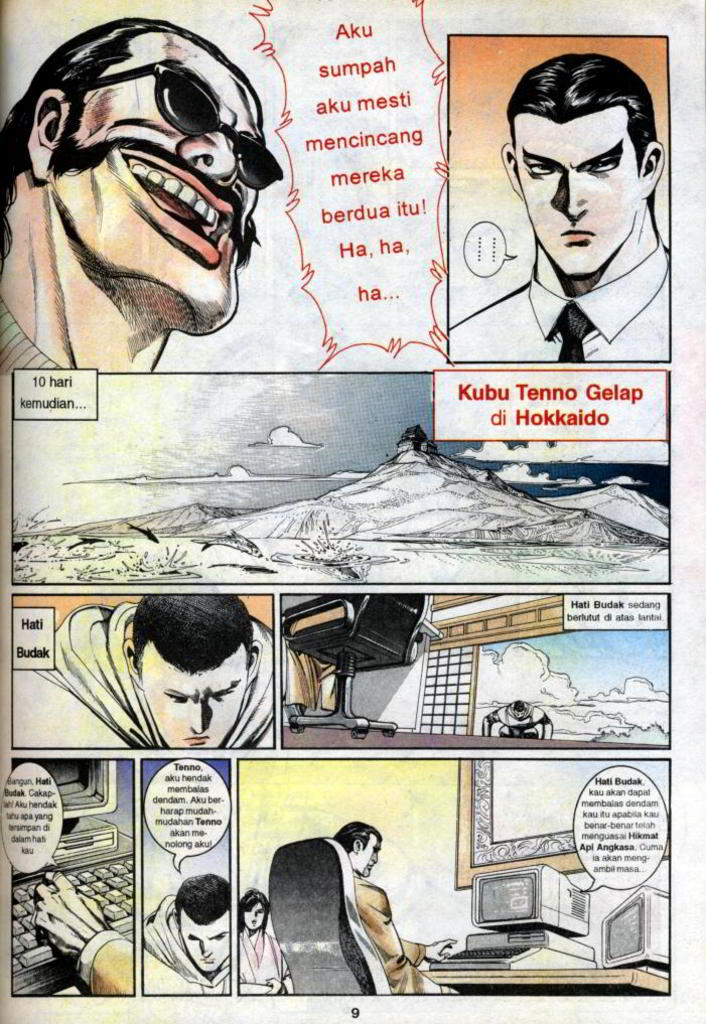 Aku
sumpah
aku mesti
mencincang
mereka
berdua itu!
Ha, ha,
ha...
10 hari
kemudian...
Kubu Tenno Gelap
di Hokkaido
Hati
Budak
Hati Budak sedang
berlutut di atas lantai.
Bangun, Hati
Budak. Cakap-
lah! Aku hendak
tahu apa yang
tersimpan di
dalam hati
kau
Tenno,
aku hendak
membalas
dendam. Aku ber-
harap mudah-
mudahan Tenno
akan me-
nolong aku!
Hati Budak,
kau akan dapat
membalas dendam
kau itu apabila kau
benar-benar telah
menguasai Hikmat
Api Angkasa. Cuma
ia akan meng-
ambil masa...
9